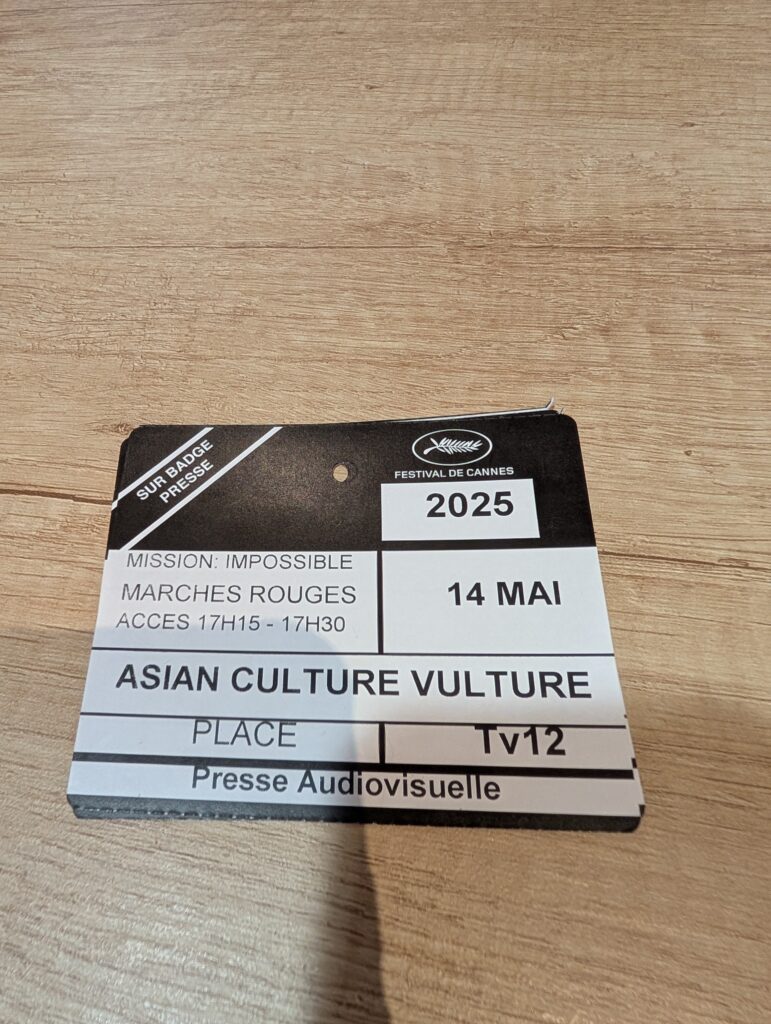 SUR BADGE
PRESSE
FESTIVAL DE CANNES
2025
MISSION: IMPOSSIBLE
MARCHES ROUGES
ACCES 17H15 - 17H30
14 MAI
ASIAN CULTURE VULTURE
PLACE
Tv12
Presse Audiovisuelle